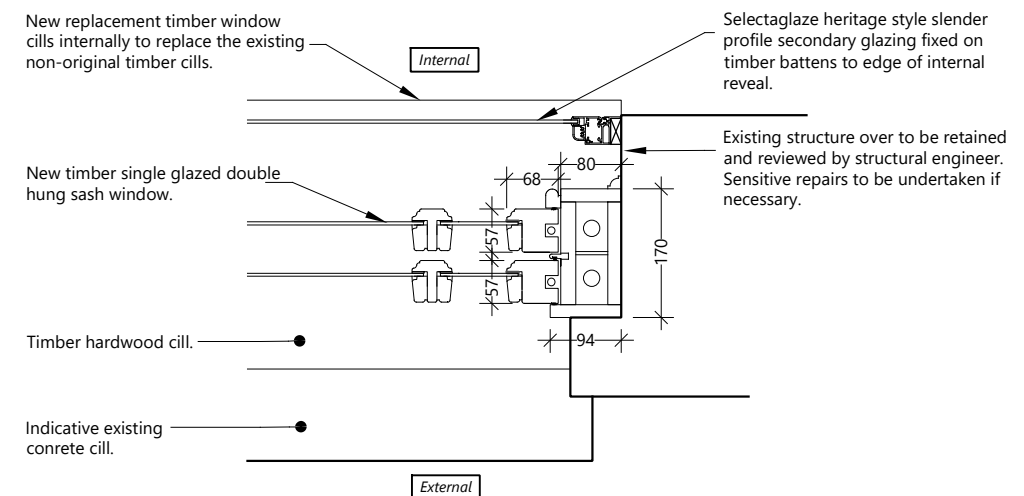 New replacement timber window
cills internally to replace the existing
non-original timber cills.
Internal
Selectaglaze heritage style slender
profile secondary glazing fixed on
timber battens to edge of internal
reveal.
Existing structure over to be retained
and reviewed by structural engineer.
Sensitive repairs to be undertaken if
necessary.
New timber single glazed double
hung sash window.
80
68
57
57
170
94
Timber hardwood cill.
Indicative existing
conrete cill.
External